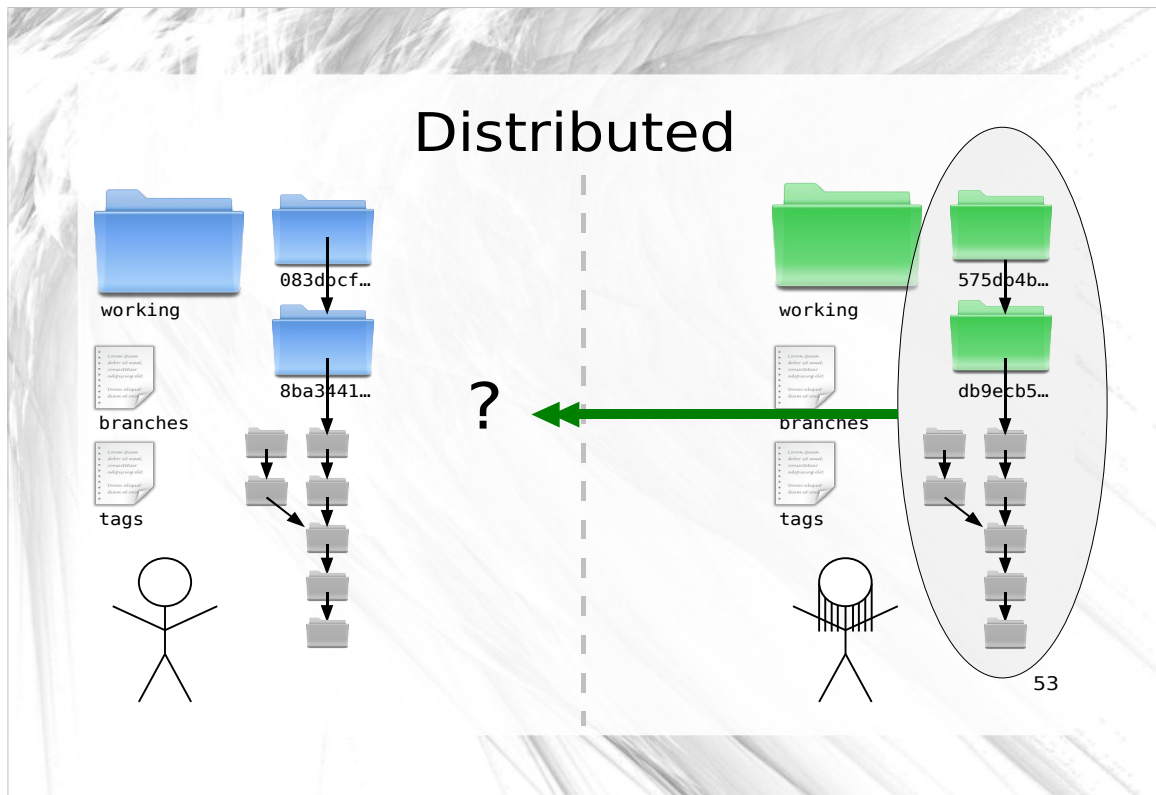 Distributed
083dbcf…
working
8ba3441…
branches
tags
?
575db4b…
working
db9ecb5…
branches
tags
53